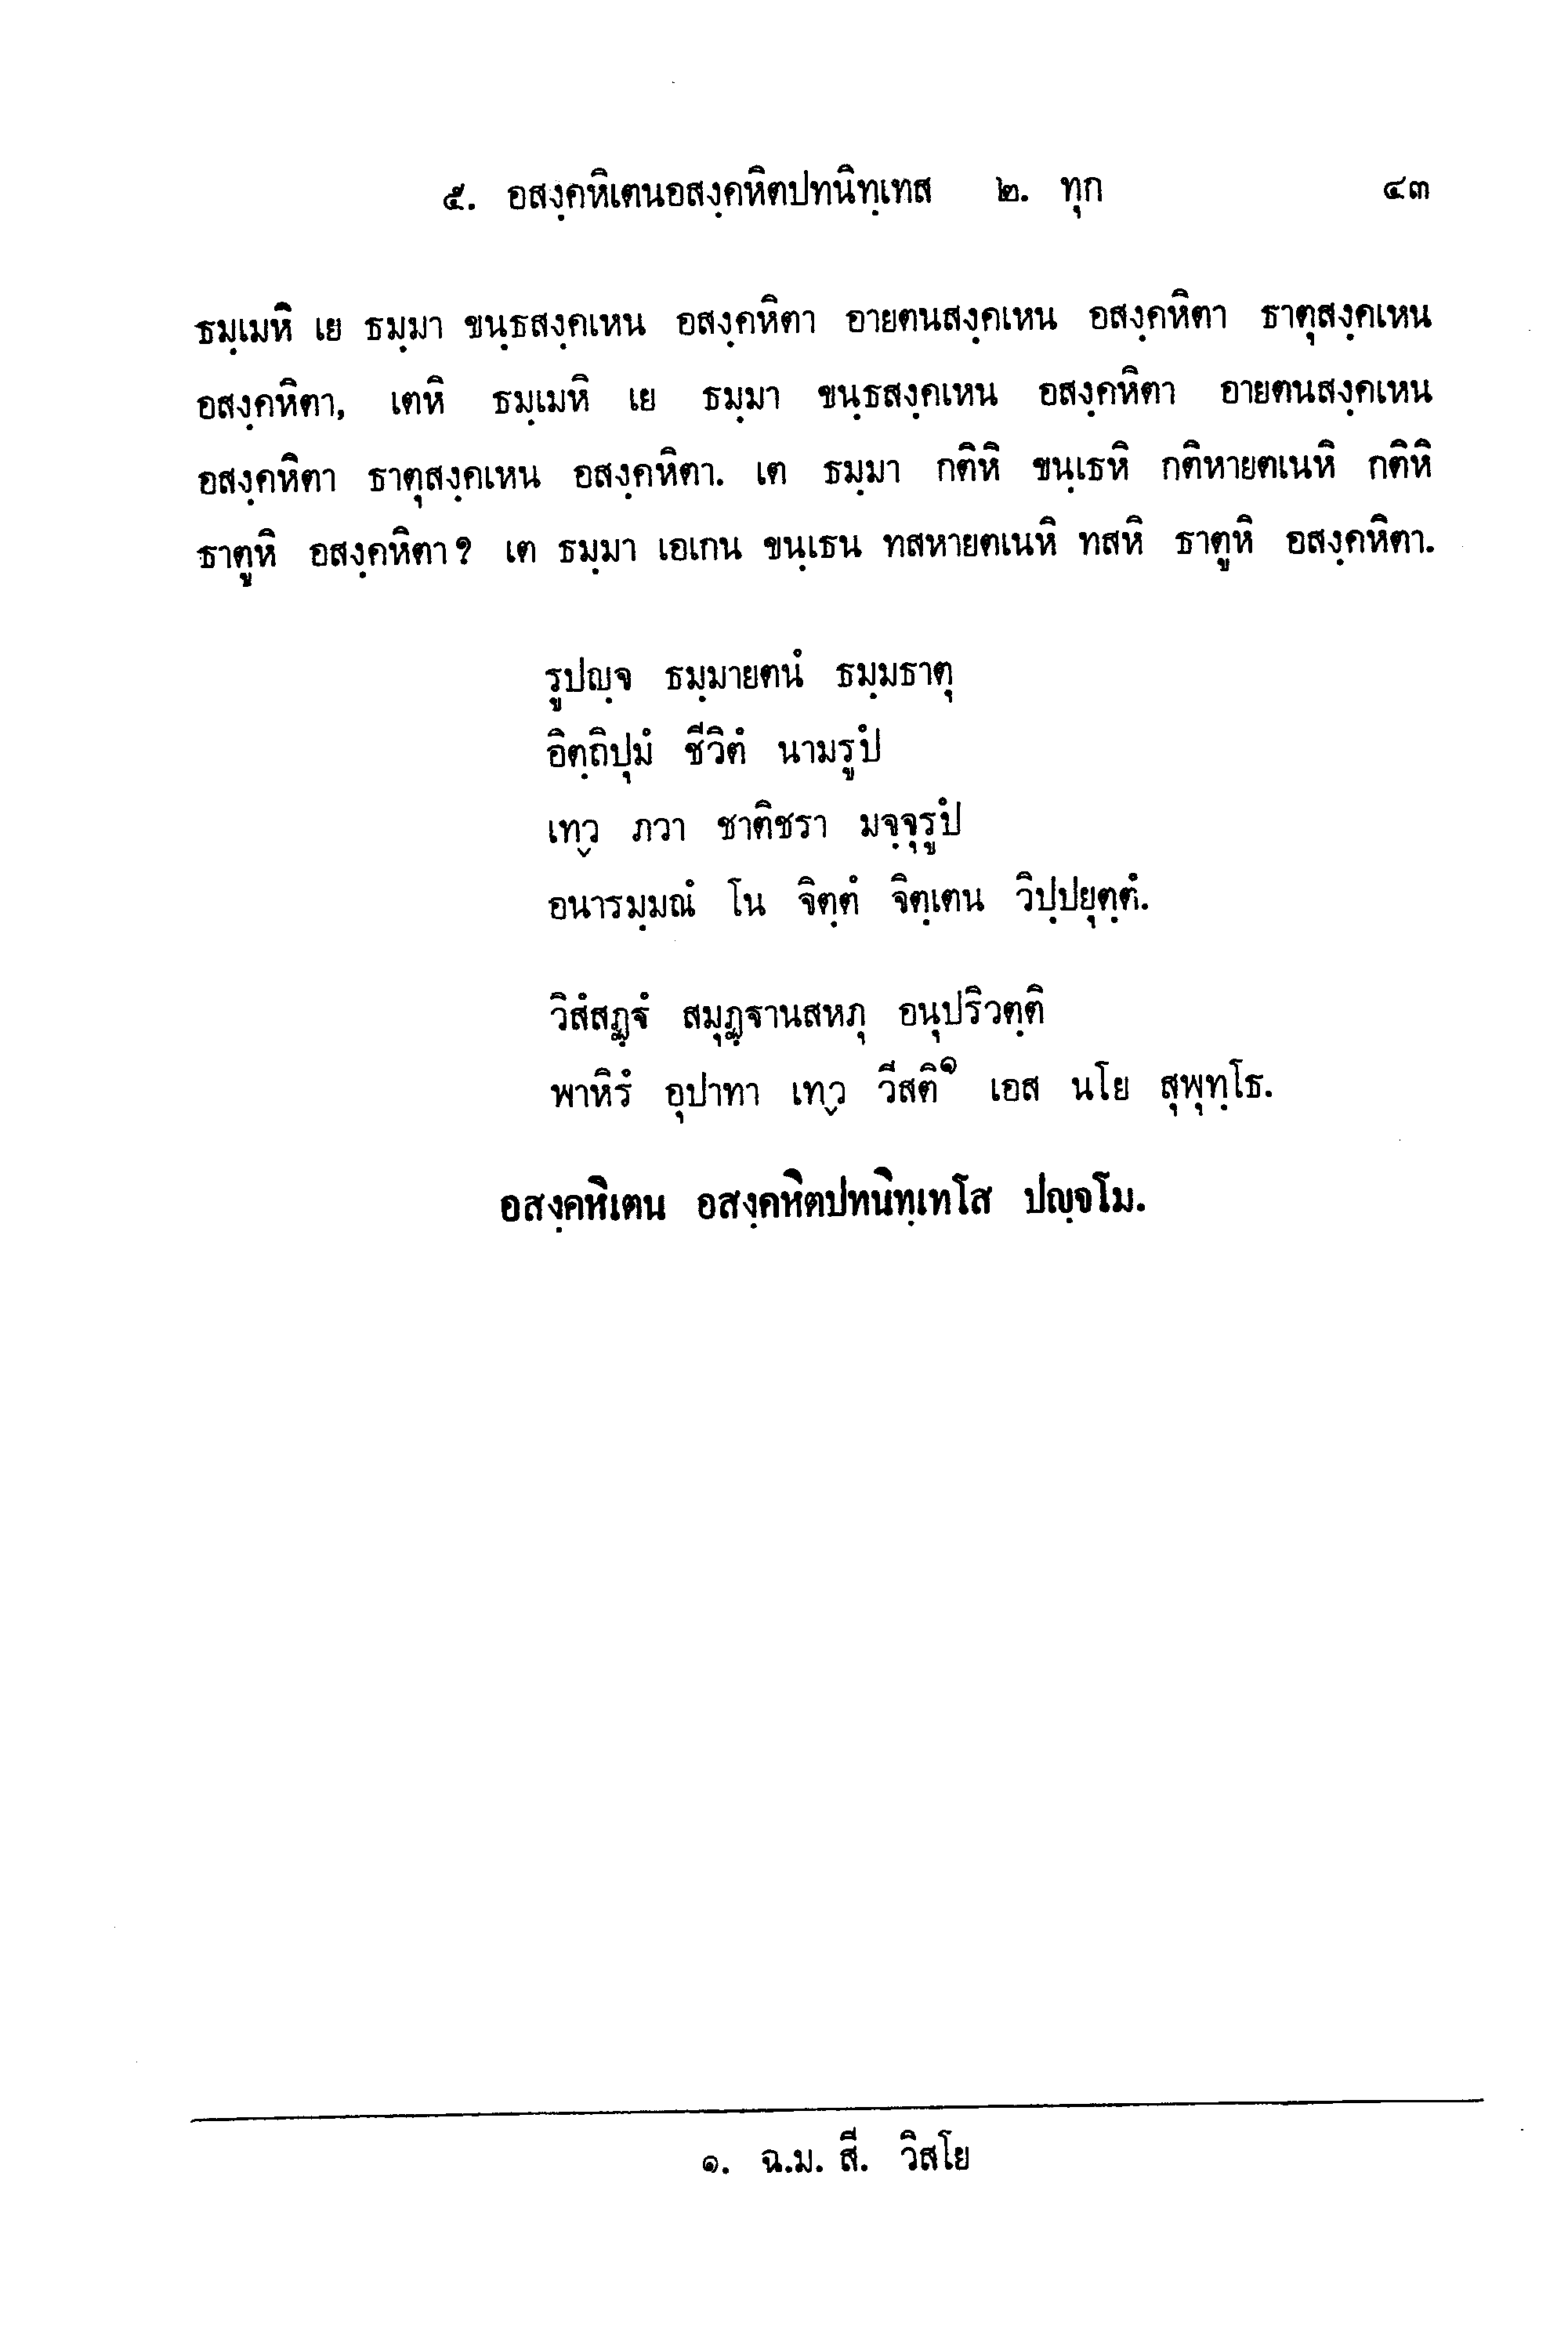 ๕. อสงฺคหิเตนอสงฺคหิตปทนิทฺเทส ๒. ทุก ๔๓
ธมฺเมหิ เย ธมฺมา ขนฺธสงฺคเหน อสงฺคหิตา อายตนสงฺคเหน อสงฺคหิตา ธาตุสงฺคเหน
อสงฺคหิตา, เตหิ ธมฺเมหิ เย ธมฺมา ขนฺธสงฺคเหน อสงฺคหิตา อายตนสงฺคเหน
อสงฺคหิตา ธาตุสงฺคเหน อสงฺคหิตา. เต ธมฺมา กติหิ ขนฺเธหิ กติหายตเนหิ กติหิ
ธาตูหิ อสงฺคหิตา ? เต ธมฺมา เอเกน ขนฺเธน ทสหายตเนหิ ทสหิ ธาตูหิ อสงฺคหิตา.
รูปญฺจ ธมฺมายตนํ ธมฺมธาตุ
อิตฺถิปุมํ ชีวิตํ นามรูปํ
เทฺว ภวา ชาติชรา มจฺจุรูปํ
อนารมฺมณํ โน จิตฺตํ จิตฺเตน วิปฺปยุตฺตํ.
วิสํสฏฺฐํ สมุฏฺฐานสหภุ อนุปริวตฺติ
พาหิรํ อุปาทา เทฺว วีสติ๑ เอส นโย สุพุทฺโธ.
อสงฺคหิเตน อสงฺคหิตปทนิทฺเทโส ปญฺจโม.
๑. ฉ.ม. สี. วิสโย